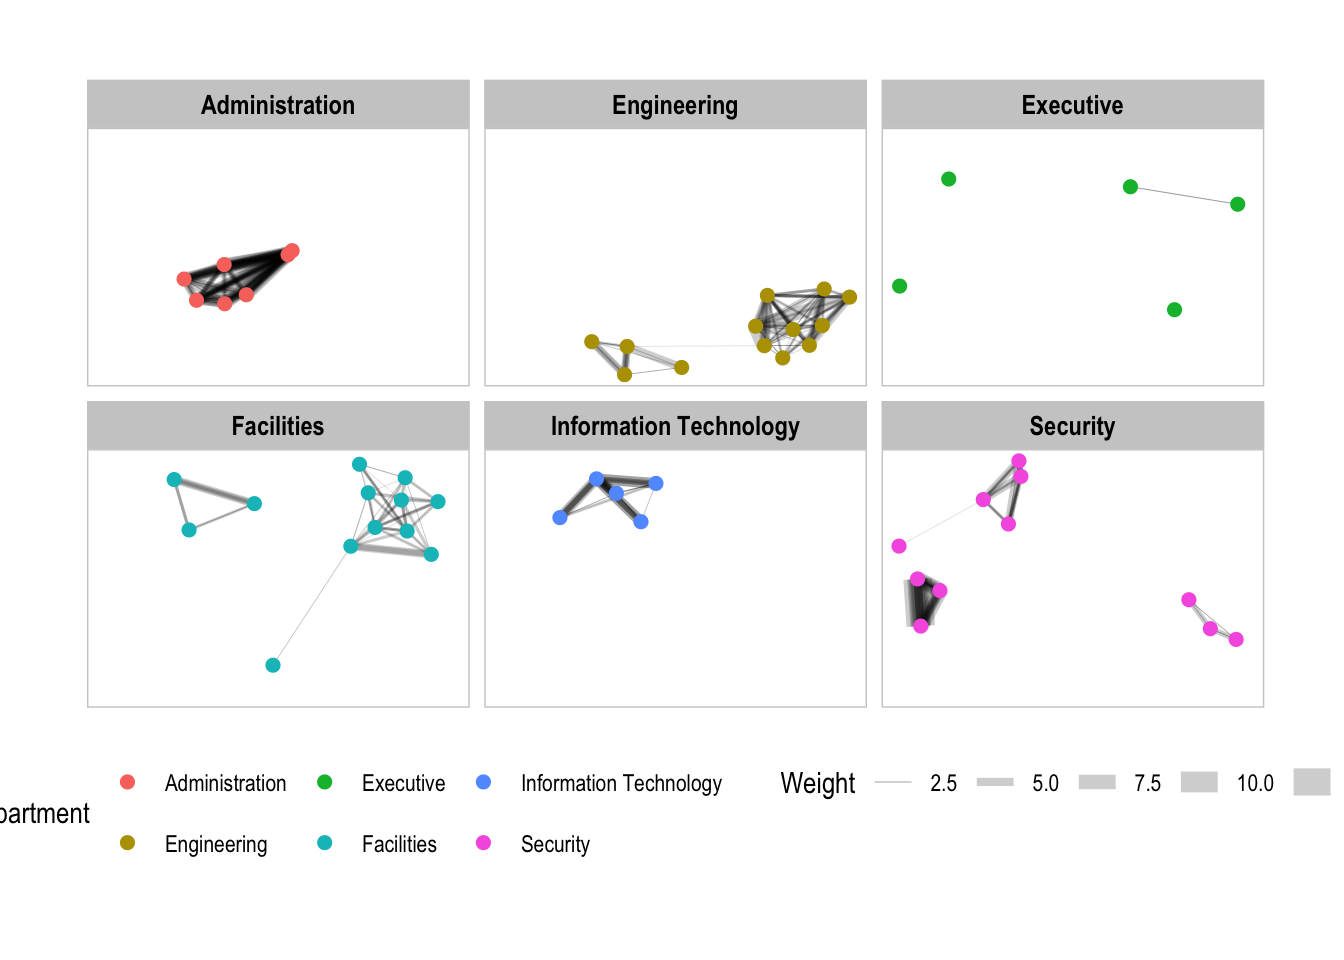 Administration Engineering Executive
Facilities Information Technology Security
Administration Executive Information Technology Weight 2.5 5.0 7.5 10.0
partment
Engineering Facilities Security